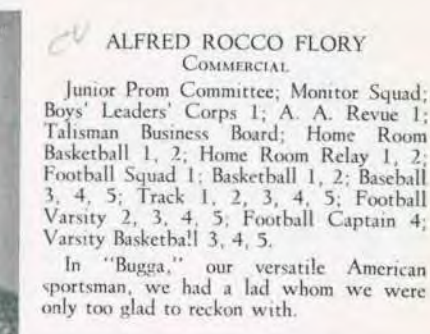 ALFRED ROCCO FLORY
COMMERCIAL
Junior Prom Committee; Monitor Squad;
Boys' Leaders' Corps 1; A. A. Revue 1;
Talisman Business Board; Home Room
Basketball 1, 2; Home Room Relay 1, 2;
Football Squad 1; Basketball 1, 2; Baseball
3, 4, 5; Track 1, 2, 3, 4, 5; Football
Varsity 2, 3, 4, 5; Football Captain 4;
Varsity Basketball 3, 4, 5.
In "Bugga," our versatile American
sportsman, we had a lad whom we were
only too glad to reckon with.